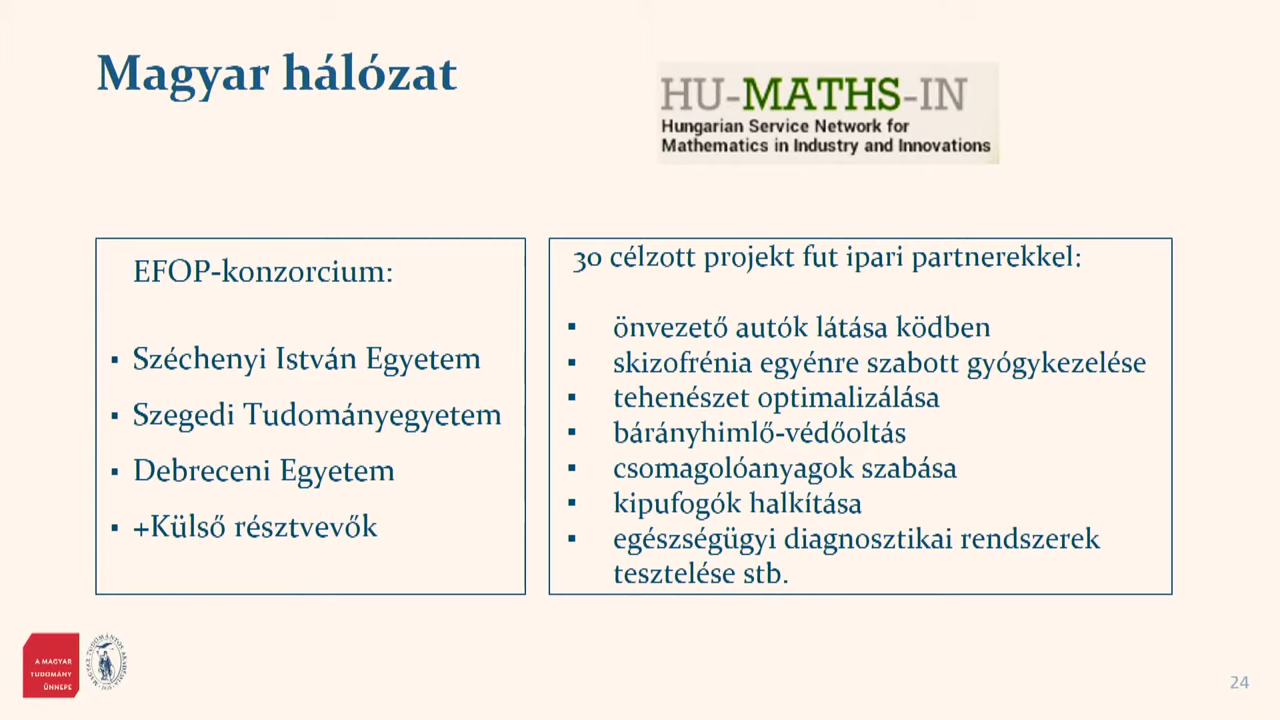 Magyar hálózat
HU-MATHS-IN
Hungarian Service Network for
Mathematics in Industry and Innovations
EFOP-konzorcium:
▪ Széchenyi István Egyetem
▪ Szegedi Tudományegyetem
▪ Debreceni Egyetem
▪ +Külső résztvevők
30 célzott projekt fut ipari partnerekkel:
▪ önvezető autók látása ködben
▪ skizofrénia egyénre szabott gyógykezelése
▪ tehenészet optimalizálása
▪ bárányhimlő-védőoltás
▪ csomagolóanyagok szabása
▪ kipufogók halkítása
▪ egészségügyi diagnosztikai rendszerek
tesztelése stb.
A MAGYAR
TUDOMÁNY
ÜNNEPE
24